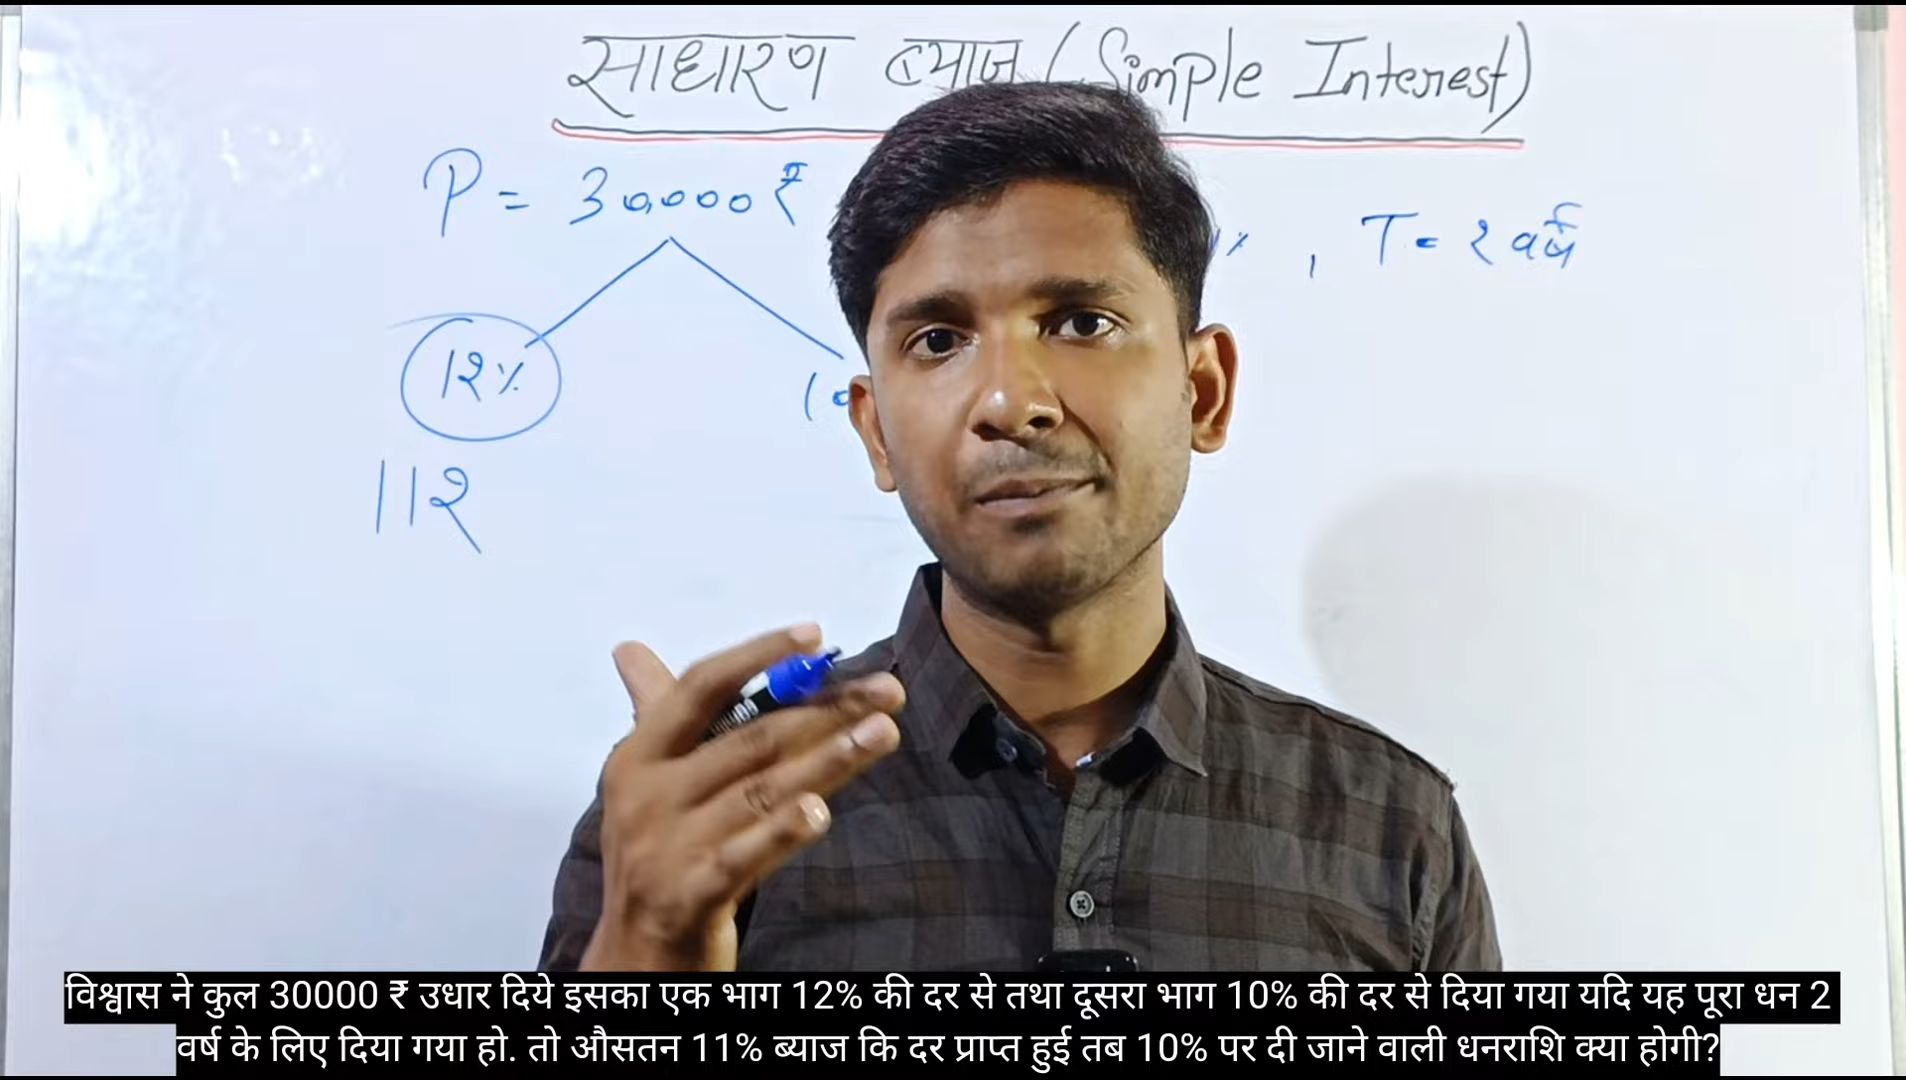 साधारण ब्याज (Simple Interest)
P = 30,000 ₹
% , T = 2 वर्ष
12%
10
112
विश्वास ने कुल 30000 ₹ उधार दिये इसका एक भाग 12% की दर से तथा दूसरा भाग 10% की दर से दिया गया यदि यह पूरा धन 2
वर्ष के लिए दिया गया हो. तो औसतन 11% ब्याज कि दर प्राप्त हुई तब 10% पर दी जाने वाली धनराशि क्या होगी?